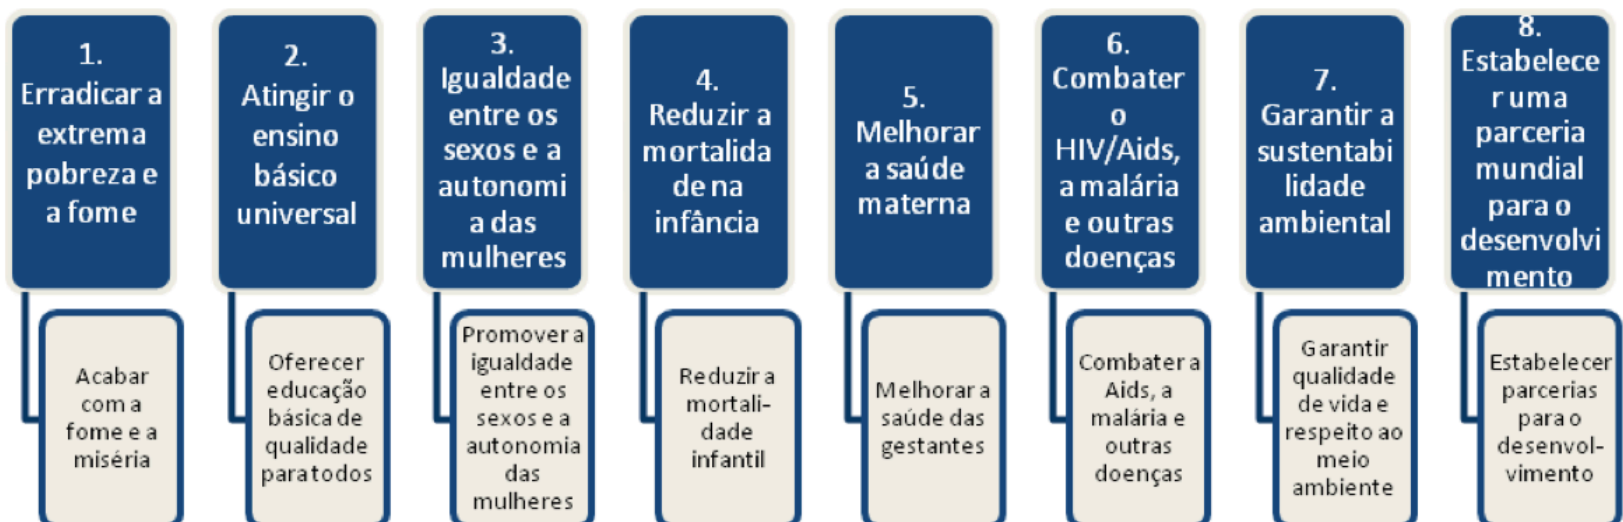 1.
Erradicar a
extrema
pobreza e
a fome
Acabar
com a
fome e a
miséria
2.
Atingir o
ensino
básico
universal
Oferecer
educação
básica de
qualidade
para todos
3.
Igualdade
entre os
sexos e a
autonomi
a das
mulheres
Promover a
igualdade
entre os
sexos e a
autonomia
das
mulheres
4.
Reduzir a
mortalida
de na
infância
Reduzir a
mortali-
dade
infantil
5.
Melhorar
a saúde
materna
Melhorar a
saúde das
gestantes
6.
Combater
o
HIV/Aids,
a malária
e outras
doenças
Combater a
Aids, a
malária e
outras
doenças
7.
Garantir a
sustentabi
lidade
ambiental
Garantir
qualidade
de vida e
respeito ao
meio
ambiente
8.
Estabelece
r uma
parceria
mundial
para o
desenvolvi
mento
Estabelecer
parcerias
para o
desenvol-
vimento